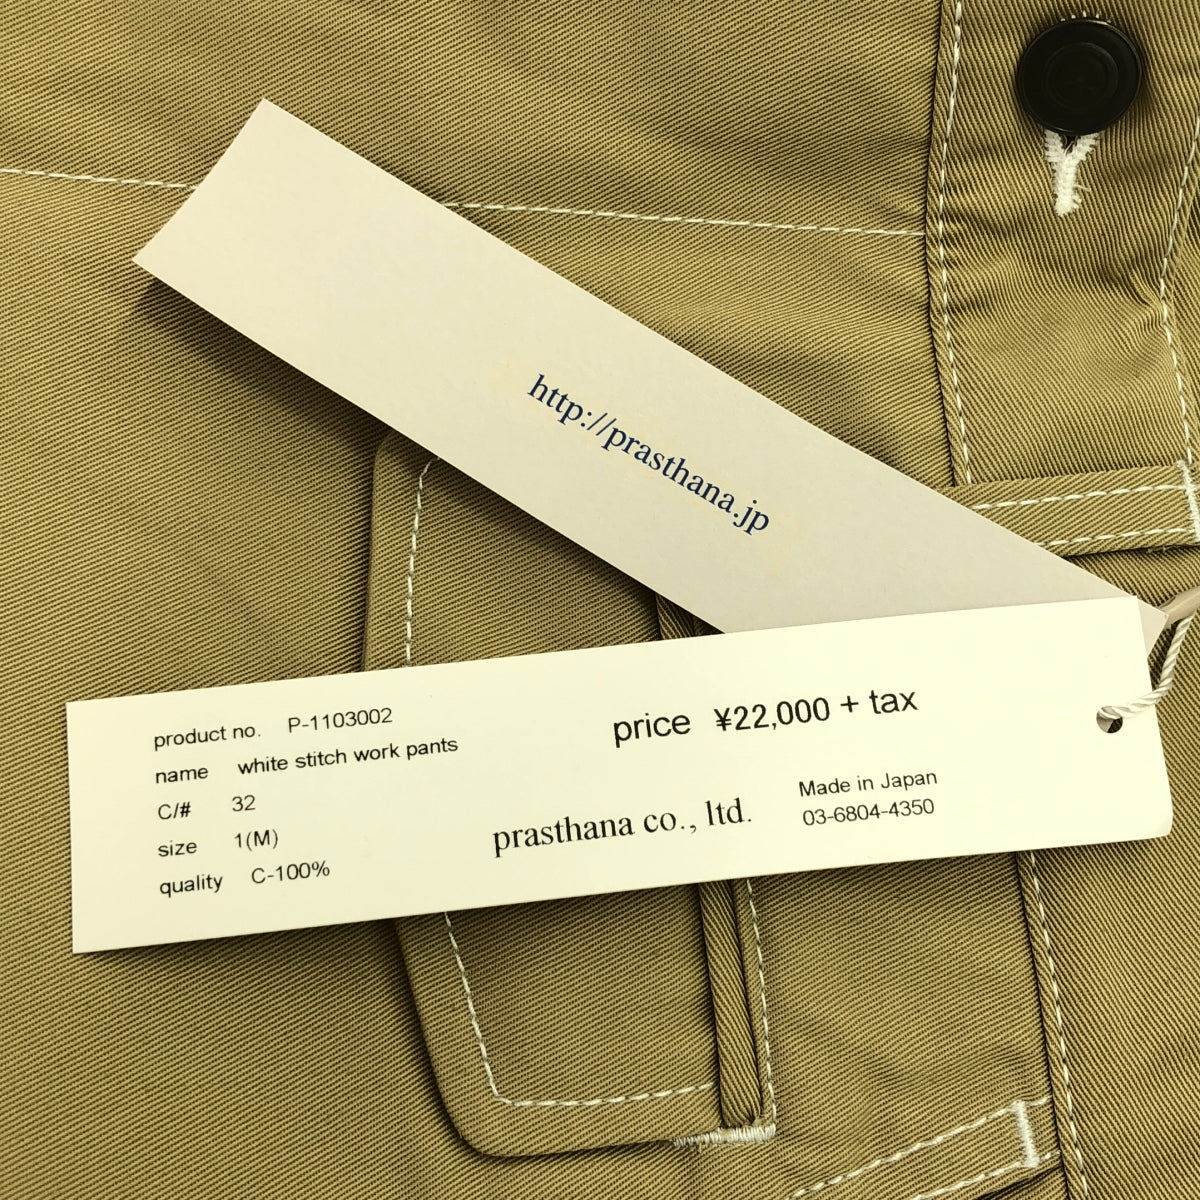 http://prasthana.jp
product no. P-1103002
name white stitch work pants
C/# 32
size 1(M)
quality C-100%
price ¥22,000 + tax
prasthana co., ltd.
Made in Japan
03-6804-4350